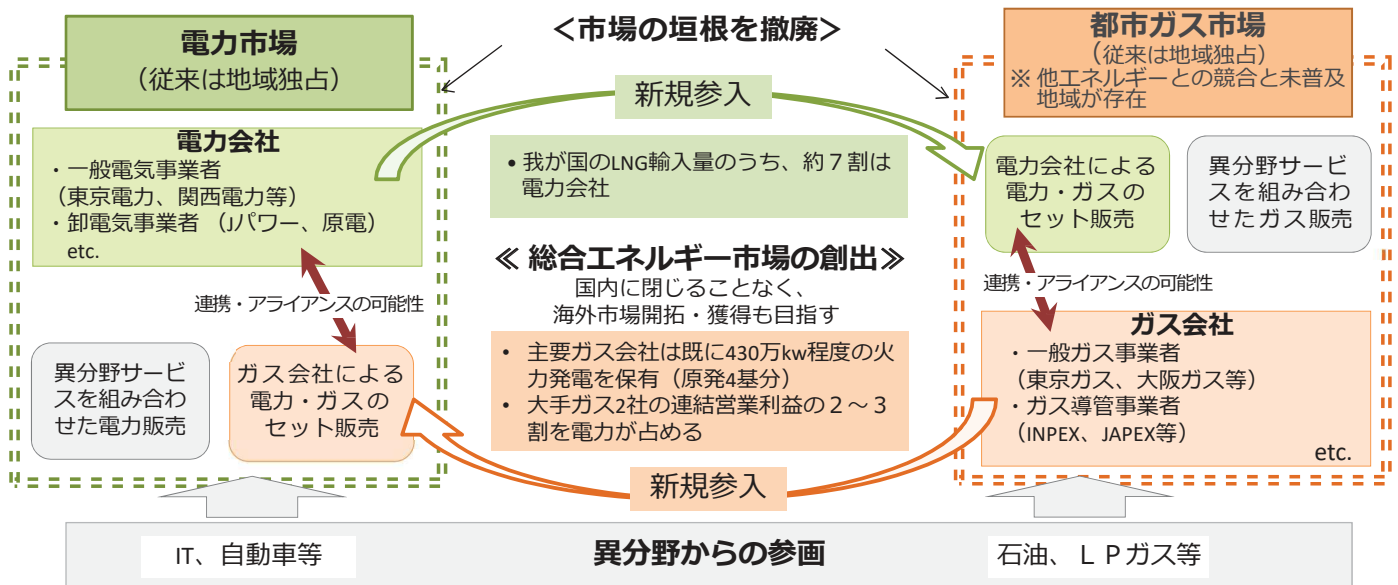 <市場の垣根を撤廃>
電力市場
（従来は地域独占）
電力会社
・一般電気事業者
（東京電力、関西電力等）
・卸電気事業者 （Jパワー、原電）
etc.
連携・アライアンスの可能性
異分野サービ
スを組み合わ
せた電力販売
ガス会社による
電力・ガスの
セット販売
新規参入
• 我が国のLNG輸入量のうち、約７割は
電力会社
≪ 総合エネルギー市場の創出≫
国内に閉じることなく、
海外市場開拓・獲得も目指す
• 主要ガス会社は既に430万kw程度の火
力発電を保有（原発4基分）
• 大手ガス2社の連結営業利益の２～３
割を電力が占める
新規参入
都市ガス市場
（従来は地域独占）
※ 他エネルギーとの競合と未普及
地域が存在
電力会社による
電力・ガスの
セット販売
異分野サービ
スを組み合わ
せたガス販売
連携・アライアンスの可能性
ガス会社
・一般ガス事業者
（東京ガス、大阪ガス等）
・ガス導管事業者
（INPEX、JAPEX等）
etc.
IT、自動車等
異分野からの参画
石油、ＬＰガス等